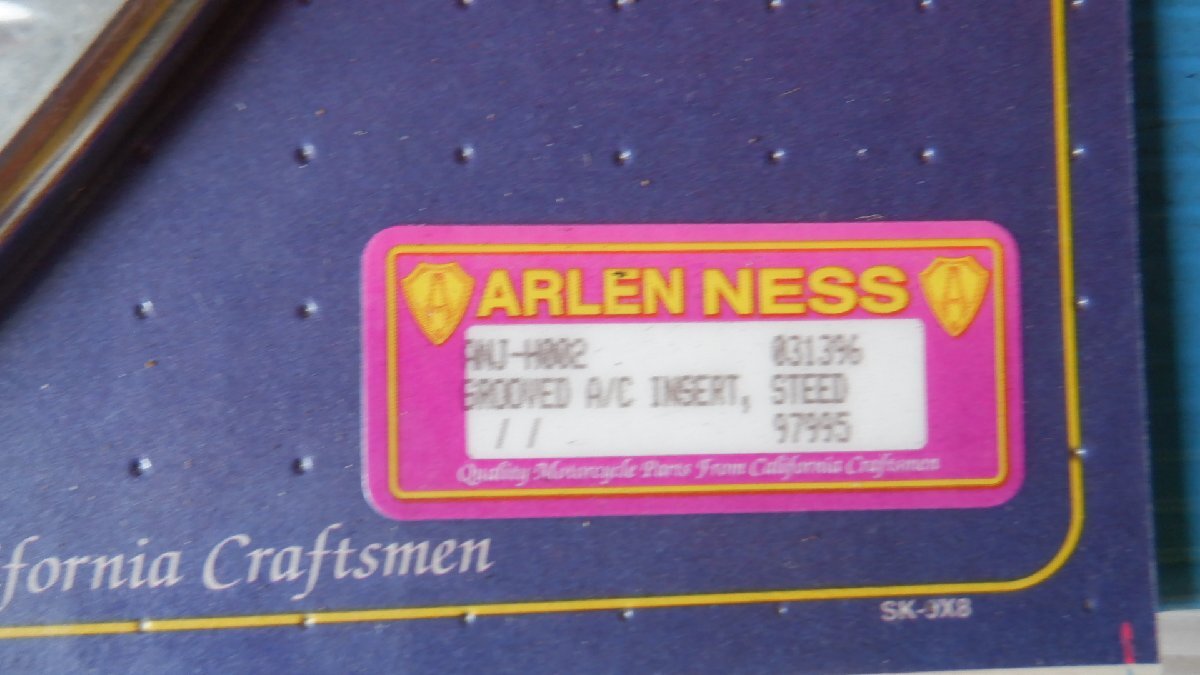 ARLEN NESS
ANJ-H002 031396
GROOVED A/C INSERT, STEED
/ / 97995
Quality Motorcycle Parts From California Craftsmen
fornia Craftsmen
SK-JX8